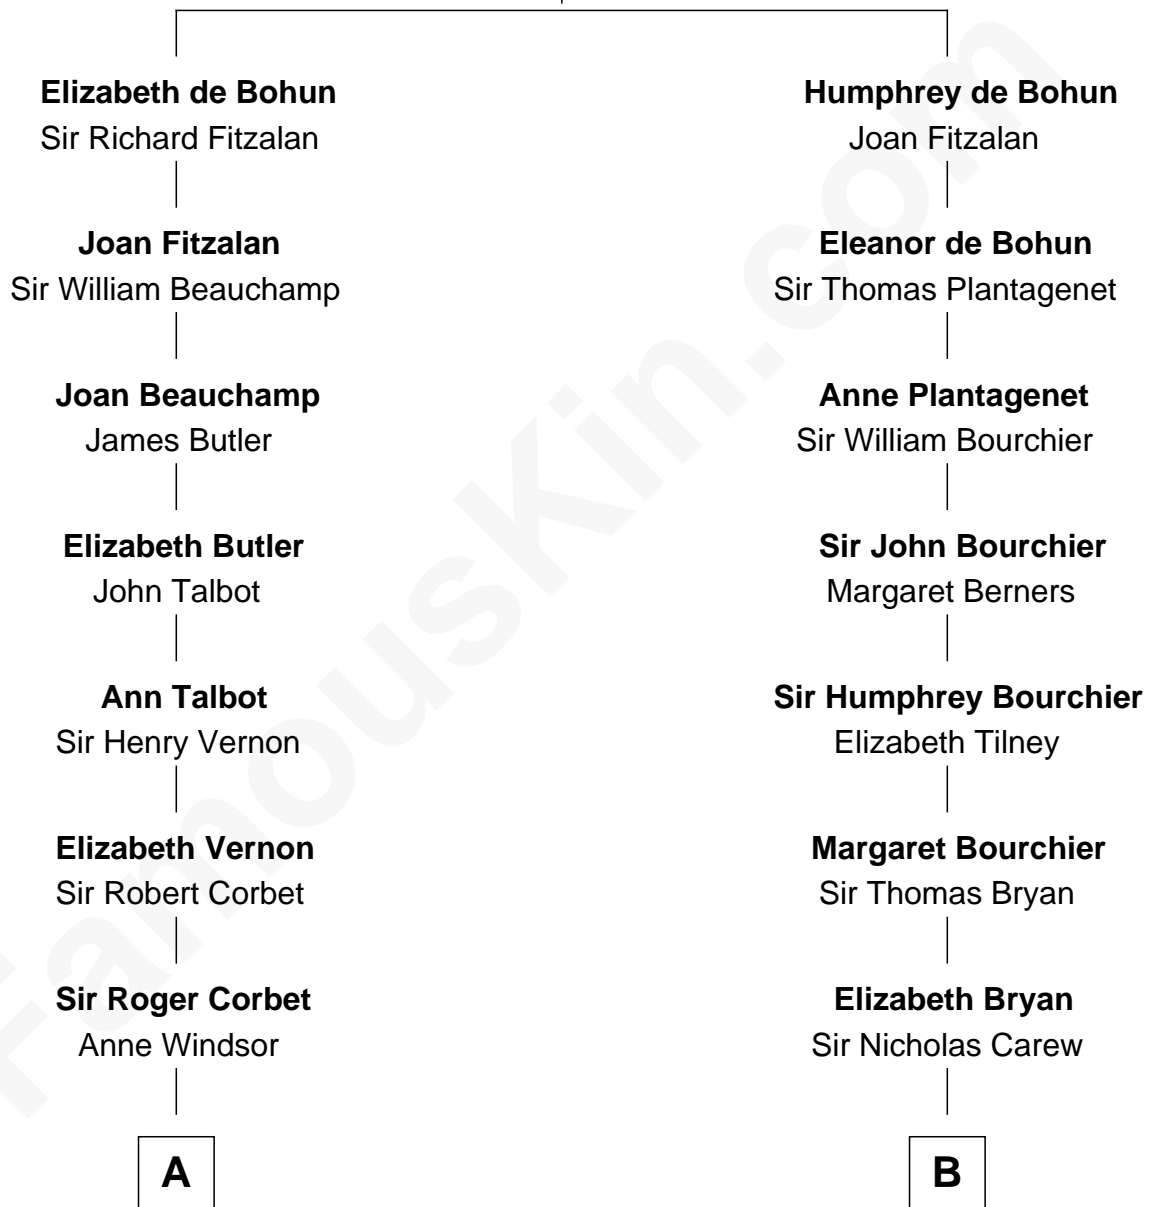 Elizabeth de Bohun
Sir Richard Fitzalan
Joan Fitzalan
Sir William Beauchamp
Joan Beauchamp
James Butler
Elizabeth Butler
John Talbot
Ann Talbot
Sir Henry Vernon
Elizabeth Vernon
Sir Robert Corbet
Sir Roger Corbet
Anne Windsor
A
Humphrey de Bohun
Joan Fitzalan
Eleanor de Bohun
Sir Thomas Plantagenet
Anne Plantagenet
Sir William Bourchier
Sir John Bourchier
Margaret Berners
Sir Humphrey Bourchier
Elizabeth Tilney
Margaret Bourchier
Sir Thomas Bryan
Elizabeth Bryan
Sir Nicholas Carew
B
FamousKin.com